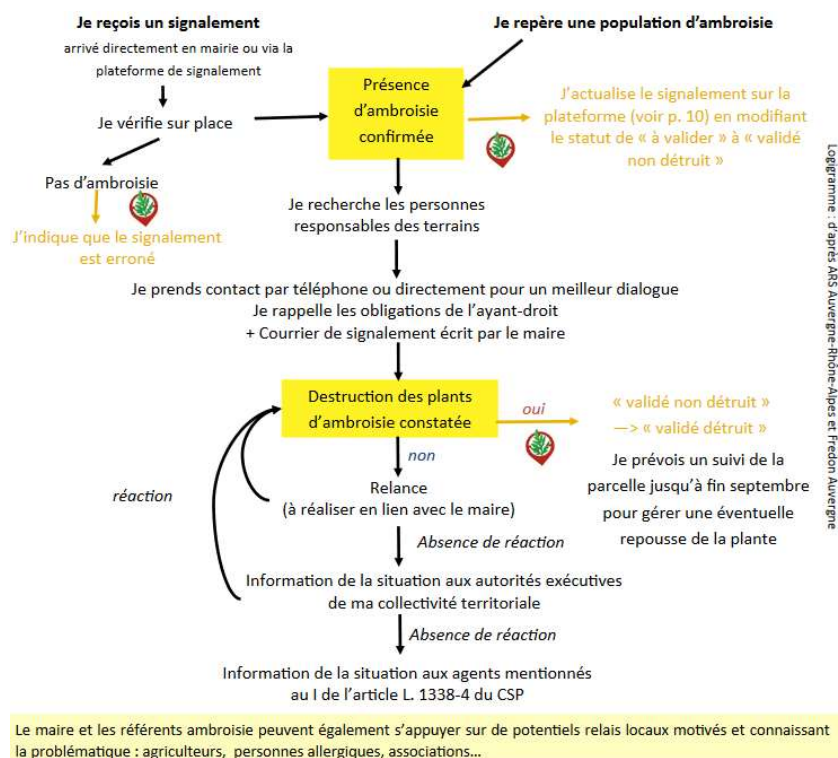 Je reçois un signalement
arrivé directement en mairie ou via la
plateforme de signalement
Je repère une population d’ambroisie
Je vérifie sur place
Présence
d’ambroisie
confirmée
J’actualise le signalement sur la
plateforme (voir p. 10) en modifiant
le statut de « à valider » à « validé
non détruit »
Pas d’ambroisie
J’indique que le signalement
est erroné
Je recherche les personnes
responsables des terrains
Je prends contact par téléphone ou directement pour un meilleur dialogue
Je rappelle les obligations de l’ayant-droit
+ Courrier de signalement écrit par le maire
Destruction des plants
d’ambroisie constatée
oui
« validé non détruit »
—> « validé détruit »
Je prévois un suivi de la
parcelle jusqu’à fin septembre
pour gérer une éventuelle
repousse de la plante
non
réaction
Relance
(à réaliser en lien avec le maire)
Absence de réaction
Information de la situation aux autorités exécutives
de ma collectivité territoriale
Absence de réaction
Information de la situation aux agents mentionnés
au I de l’article L. 1338-4 du CSP
Le maire et les référents ambroisie peuvent également s’appuyer sur de potentiels relais locaux motivés et connaissant
la problématique : agriculteurs, personnes allergiques, associations…
Logigramme : d’après ARS Auvergne-Rhône-Alpes et Fredon Auvergne